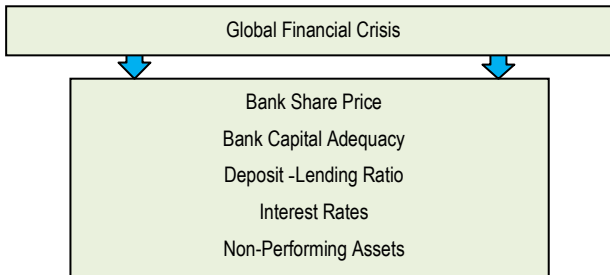 Global Financial Crisis
Bank Share Price
Bank Capital Adequacy
Deposit -Lending Ratio
Interest Rates
Non-Performing Assets